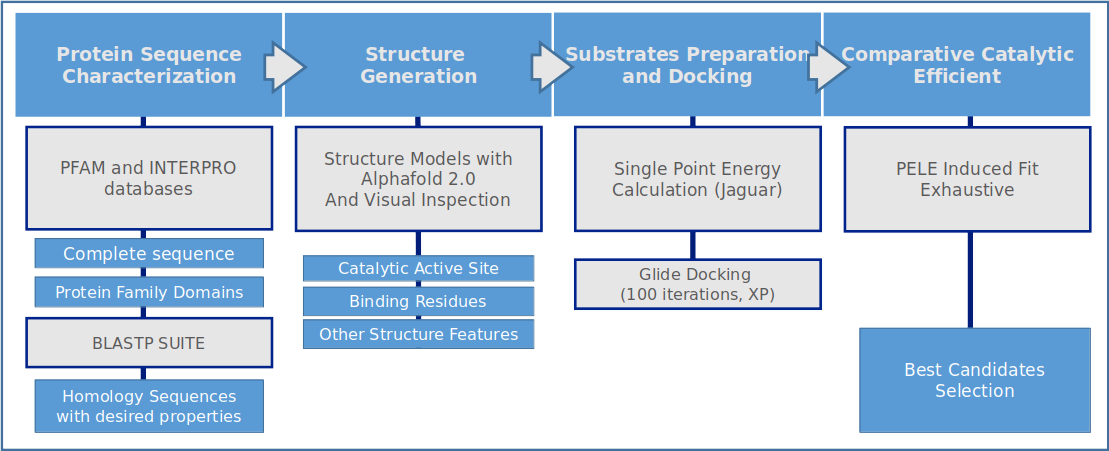 Protein Sequence
Characterization
PFAM and INTERPRO
databases
Complete sequence
Protein Family Domains
BLASTP SUITE
Homology Sequences
with desired properties
Structure
Generation
Structure Models with
Alphafold 2.0
And Visual Inspection
Catalytic Active Site
Binding Residues
Other Structure Features
Substrates Preparation
and Docking
Single Point Energy
Calculation (Jaguar)
Glide Docking
(100 iterations, XP)
Comparative Catalytic
Efficient
PELE Induced Fit
Exhaustive
Best Candidates
Selection